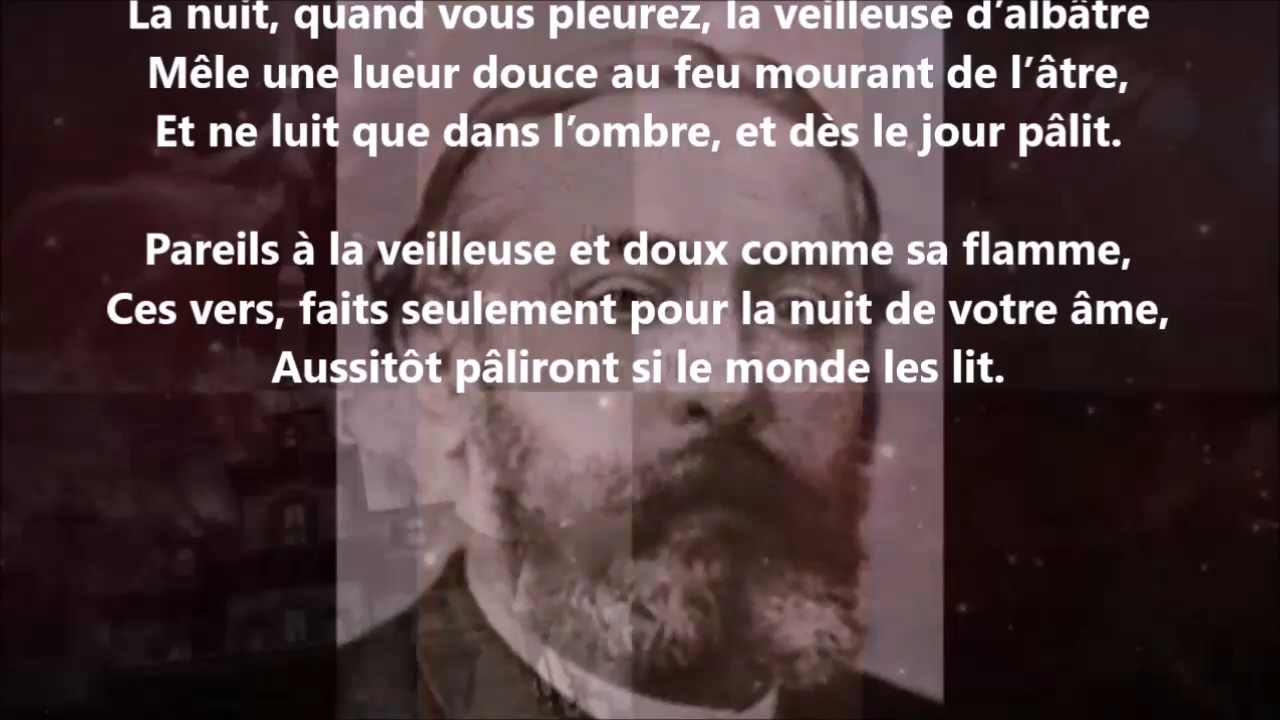 La nuit, quand vous pleurez, la veilleuse d’albâtre
Mêle une lueur douce au feu mourant de l’âtre,
Et ne luit que dans l’ombre, et dès le jour pâlit.
Pareils à la veilleuse et doux comme sa flamme,
Ces vers, faits seulement pour la nuit de votre âme,
Aussitôt pâliront si le monde les lit.